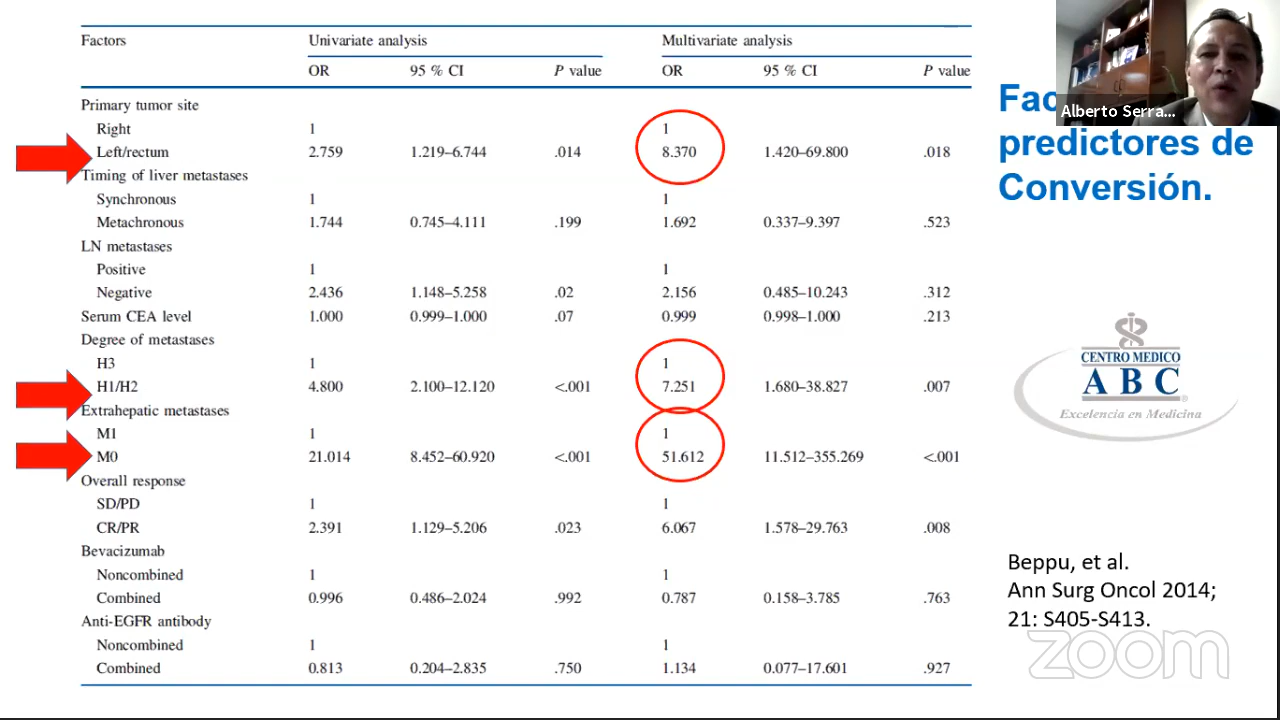 Factors Univariate analysis Multivariate analysis
OR 95 % CI P value OR 95 % CI P value
Primary tumor site
Right 1 1
Left/rectum 2.759 1.219–6.744 .014 8.370 1.420–69.800 .018
Timing of liver metastases
Synchronous 1 1
Metachronous 1.744 0.745–4.111 .199 1.692 0.337–9.397 .523
LN metastases
Positive 1 1
Negative 2.436 1.148–5.258 .02 2.156 0.485–10.243 .312
Serum CEA level 1.000 0.999–1.000 .07 0.999 0.998–1.000 .213
Degree of metastases
H3 1 1
H1/H2 4.800 2.100–12.120 <.001 7.251 1.680–38.827 .007
Extrahepatic metastases
M1 1 1
M0 21.014 8.452–60.920 <.001 51.612 11.512–355.269 <.001
Overall response
SD/PD 1 1
CR/PR 2.391 1.129–5.206 .023 6.067 1.578–29.763 .008
Bevacizumab
Noncombined 1 1
Combined 0.996 0.486–2.024 .992 0.787 0.158–3.785 .763
Anti-EGFR antibody
Noncombined 1 1
Combined 0.813 0.204–2.835 .750 1.134 0.077–17.601 .927
Alberto Serra...
predictores de
Conversión.
CENTRO MEDICO
ABC
Excelencia en Medicina
Beppu, et al.
Ann Surg Oncol 2014;
21: S405-S413.
zoom